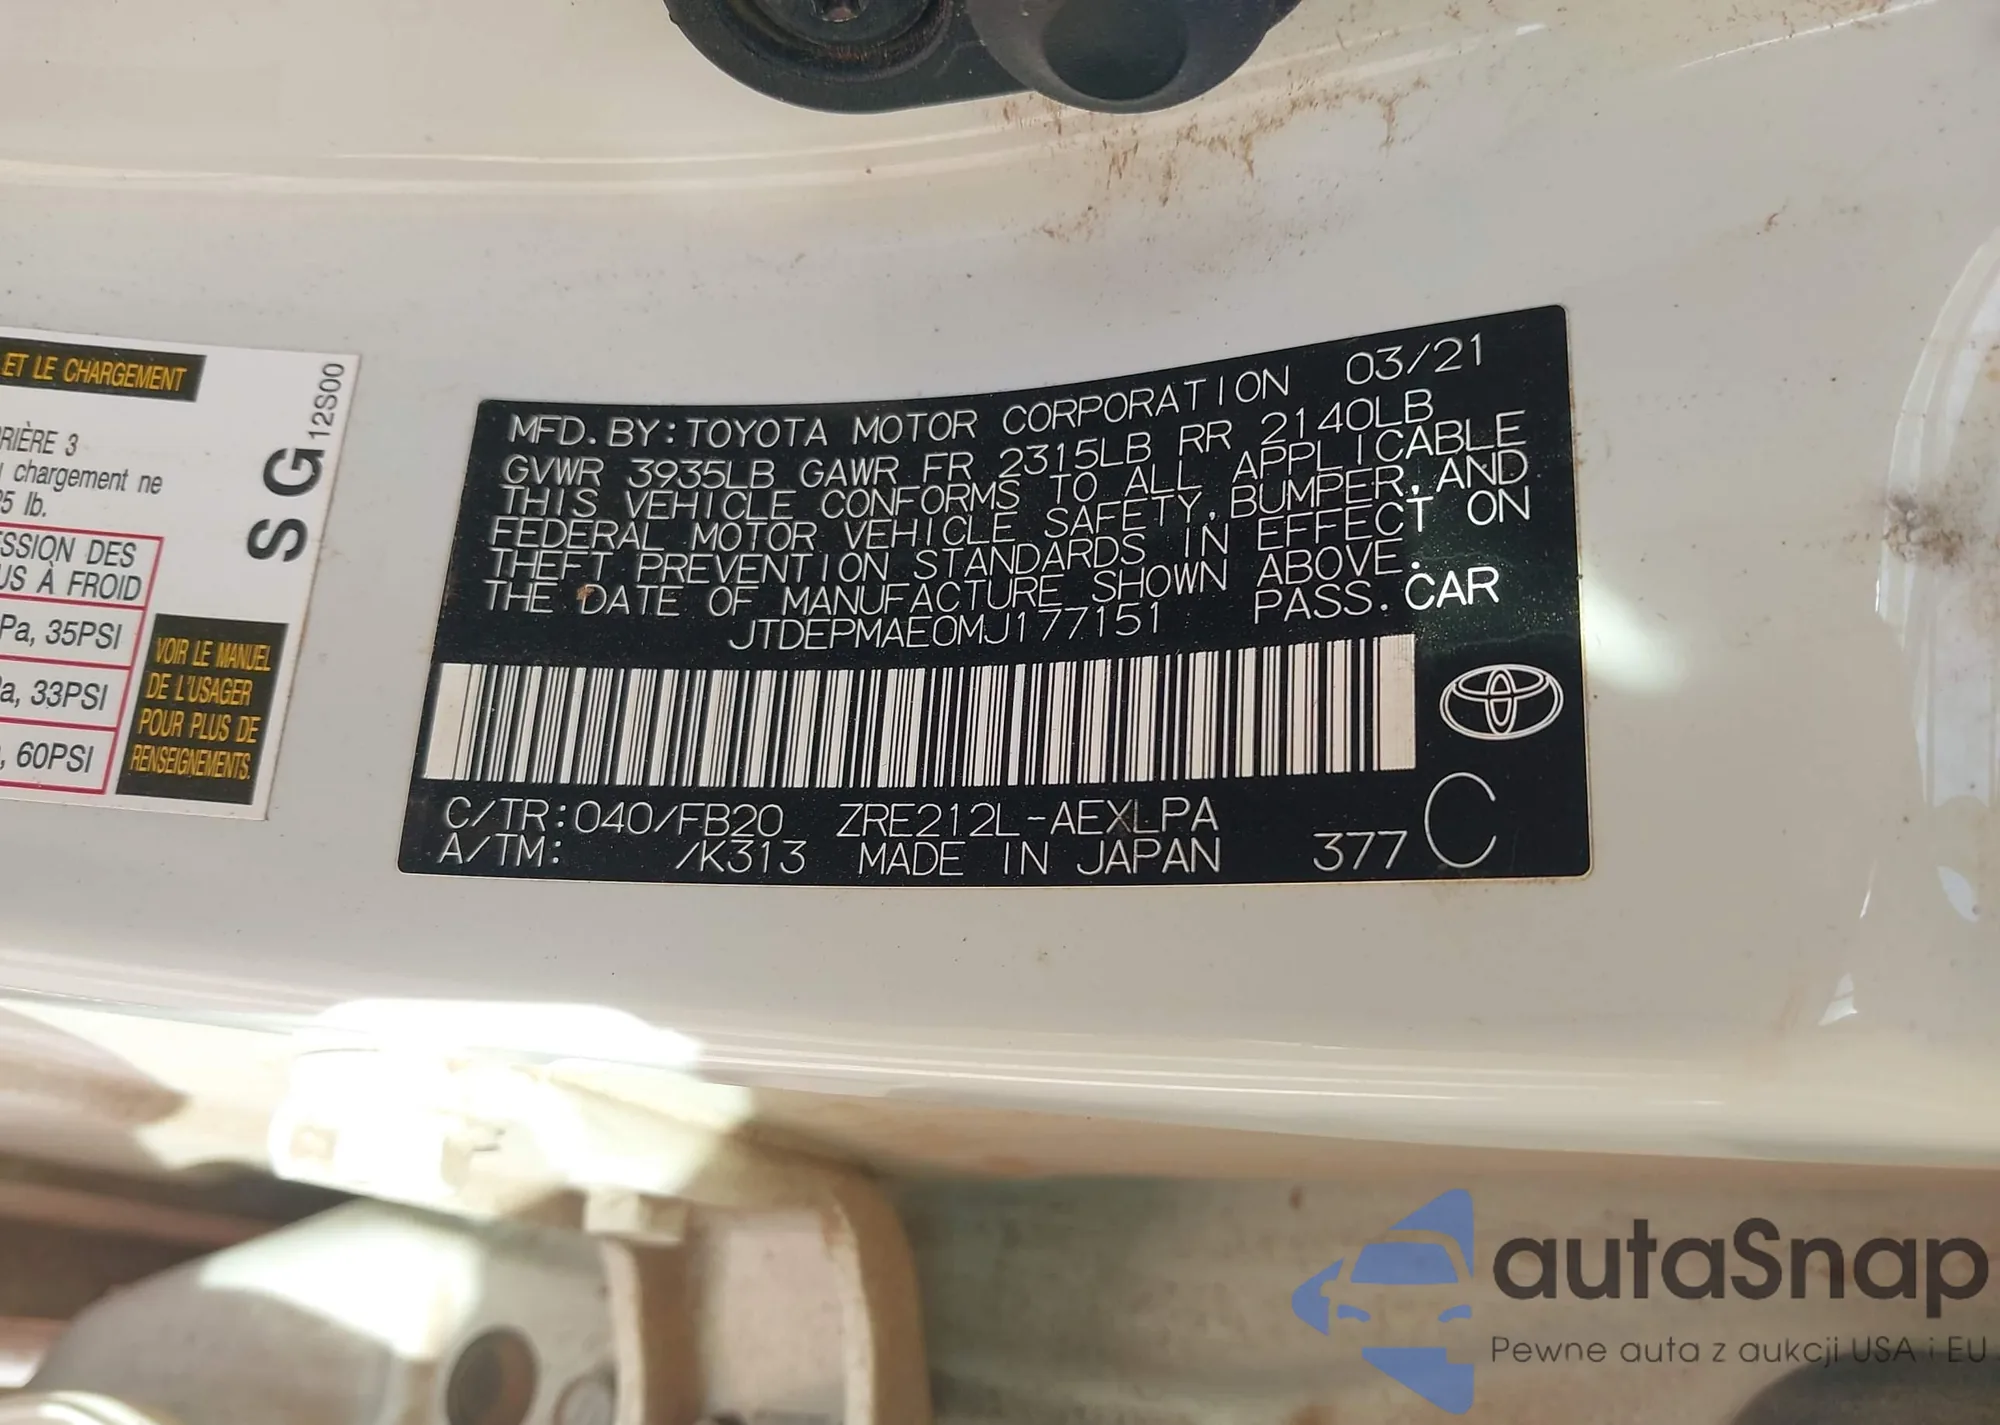 ET LE CHARGEMENT
RIÈRE 3
chargement ne
5 lb.
SSION DES
US À FROID
Pa, 35PSI
a, 33PSI
, 60PSI
SG12S00
VOIR LE MANUEL
DE L'USAGER
POUR PLUS DE
RENSEIGNEMENTS.
MFD. BY: TOYOTA MOTOR CORPORATION 03/21
GVWR 3935LB GAWR FR 2315LB RR 2140LB
THIS VEHICLE CONFORMS TO ALL APPLICABLE
FEDERAL MOTOR VEHICLE SAFETY, BUMPER, AND
THEFT PREVENTION STANDARDS IN EFFECT ON
THE DATE OF MANUFACTURE SHOWN ABOVE.
JTDEPMAE0MJ177151 PASS. CAR
C/TR: 040/FB20 ZRE212L-AEXLPA
A/TM: /K313 MADE IN JAPAN 377 C
autaSnap
Pewne auta z aukcji USA i EU